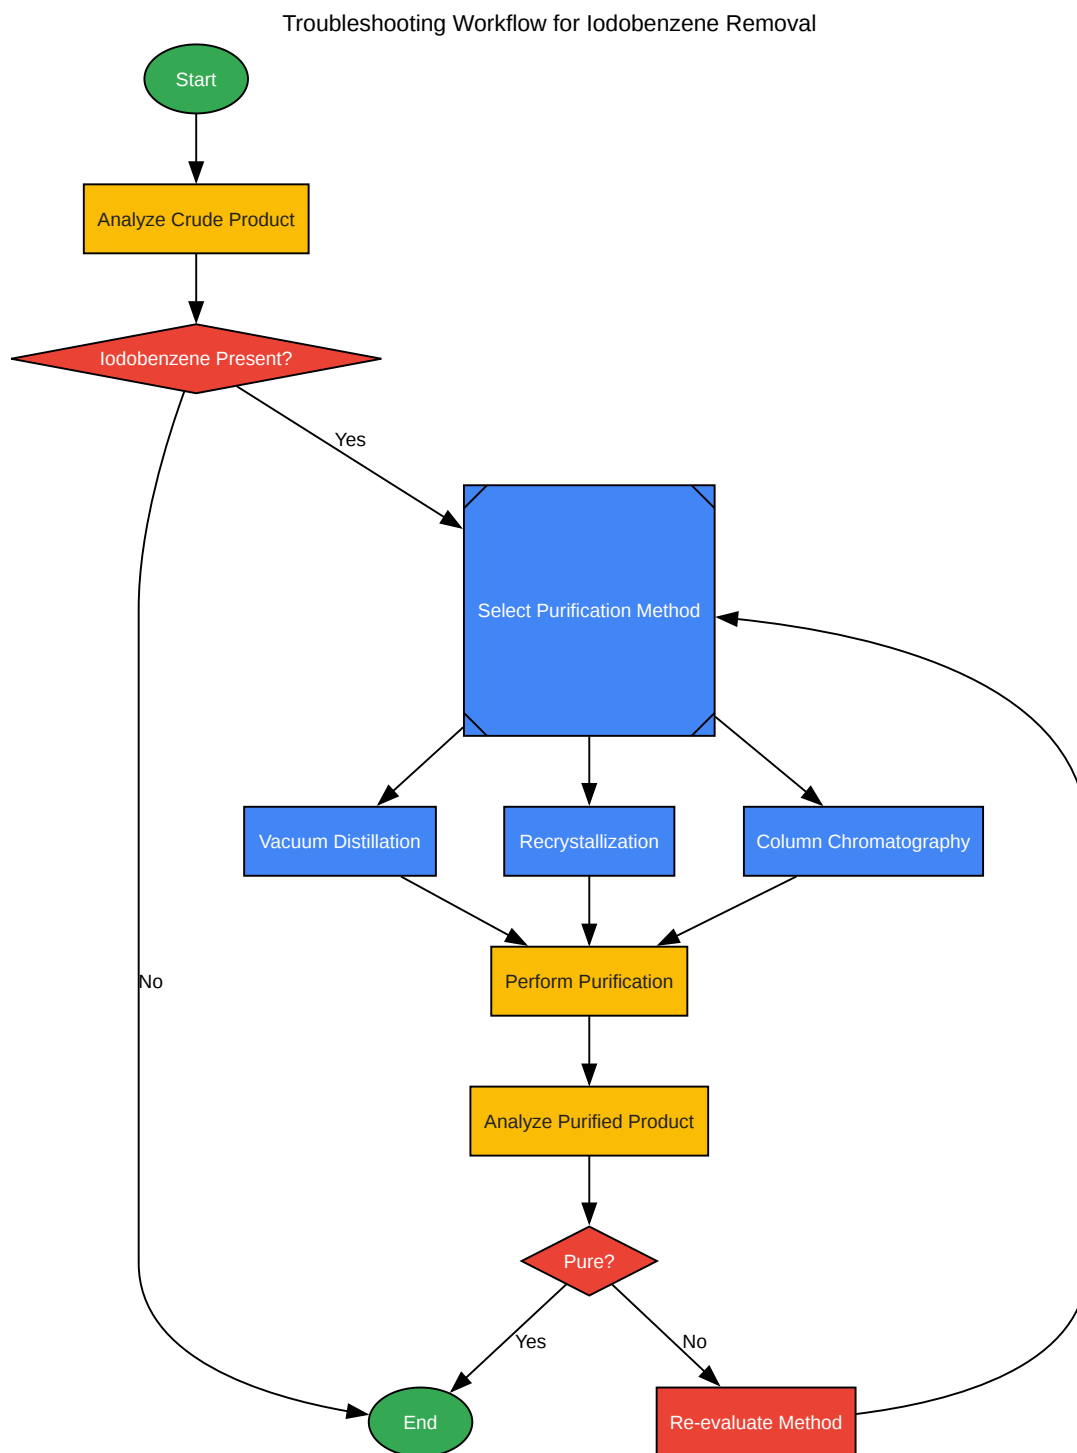 Troubleshooting Workflow for Iodobenzene Removal
Start
Analyze Crude Product
Iodobenzene Present?
Yes
Select Purification Method
Vacuum Distillation
Recrystallization
Column Chromatography
Perform Purification
No
Analyze Purified Product
Pure?
Yes
No
End
Re-evaluate Method